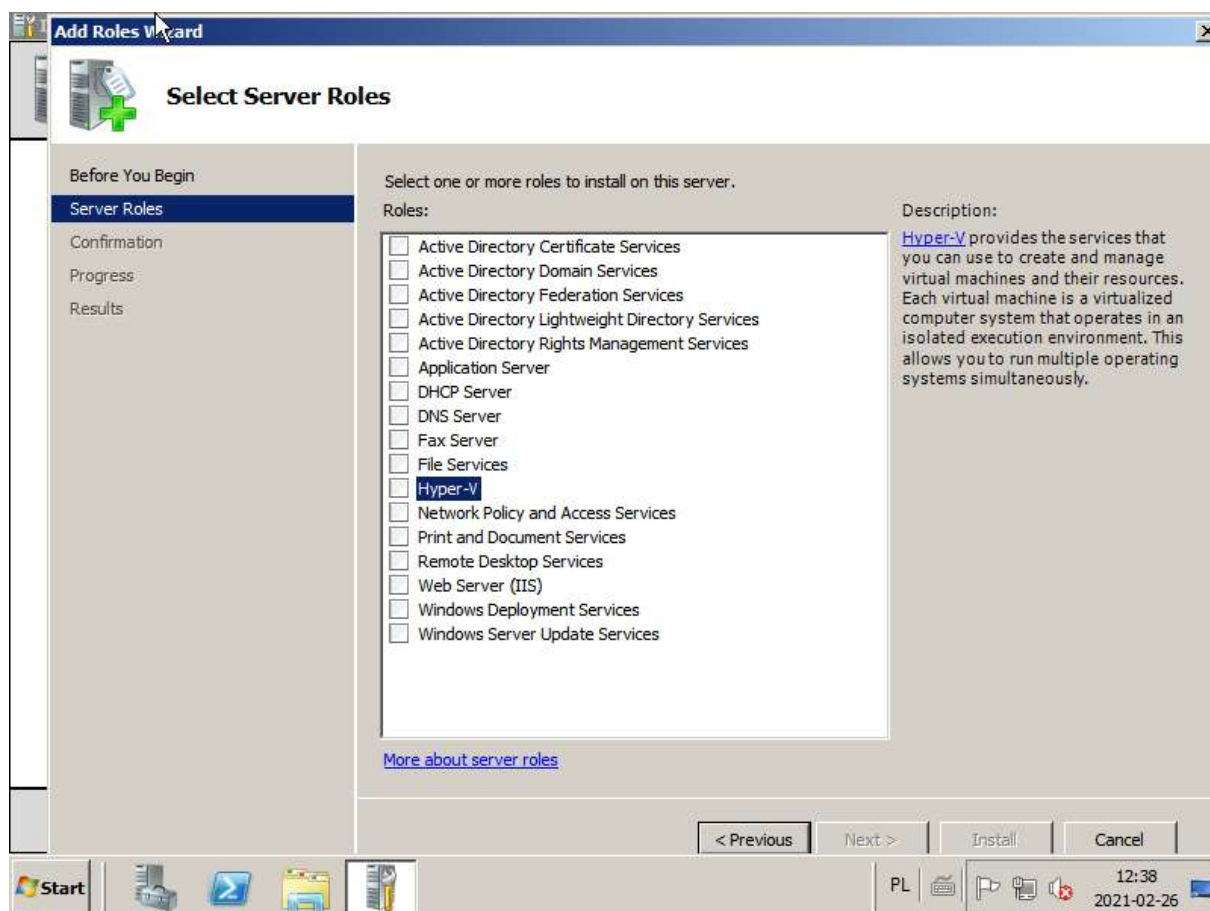 Add Roles Wizard
Select Server Roles
Before You Begin
Server Roles
Confirmation
Progress
Results
Select one or more roles to install on this server.
Roles:
Active Directory Certificate Services
Active Directory Domain Services
Active Directory Federation Services
Active Directory Lightweight Directory Services
Active Directory Rights Management Services
Application Server
DHCP Server
DNS Server
Fax Server
File Services
Hyper-V
Network Policy and Access Services
Print and Document Services
Remote Desktop Services
Web Server (IIS)
Windows Deployment Services
Windows Server Update Services
More about server roles
Description:
Hyper-V provides the services that
you can use to create and manage
virtual machines and their resources.
Each virtual machine is a virtualized
computer system that operates in an
isolated execution environment. This
allows you to run multiple operating
systems simultaneously.
< Previous
Next >
Install
Cancel
Start
PL
12:38
2021-02-26